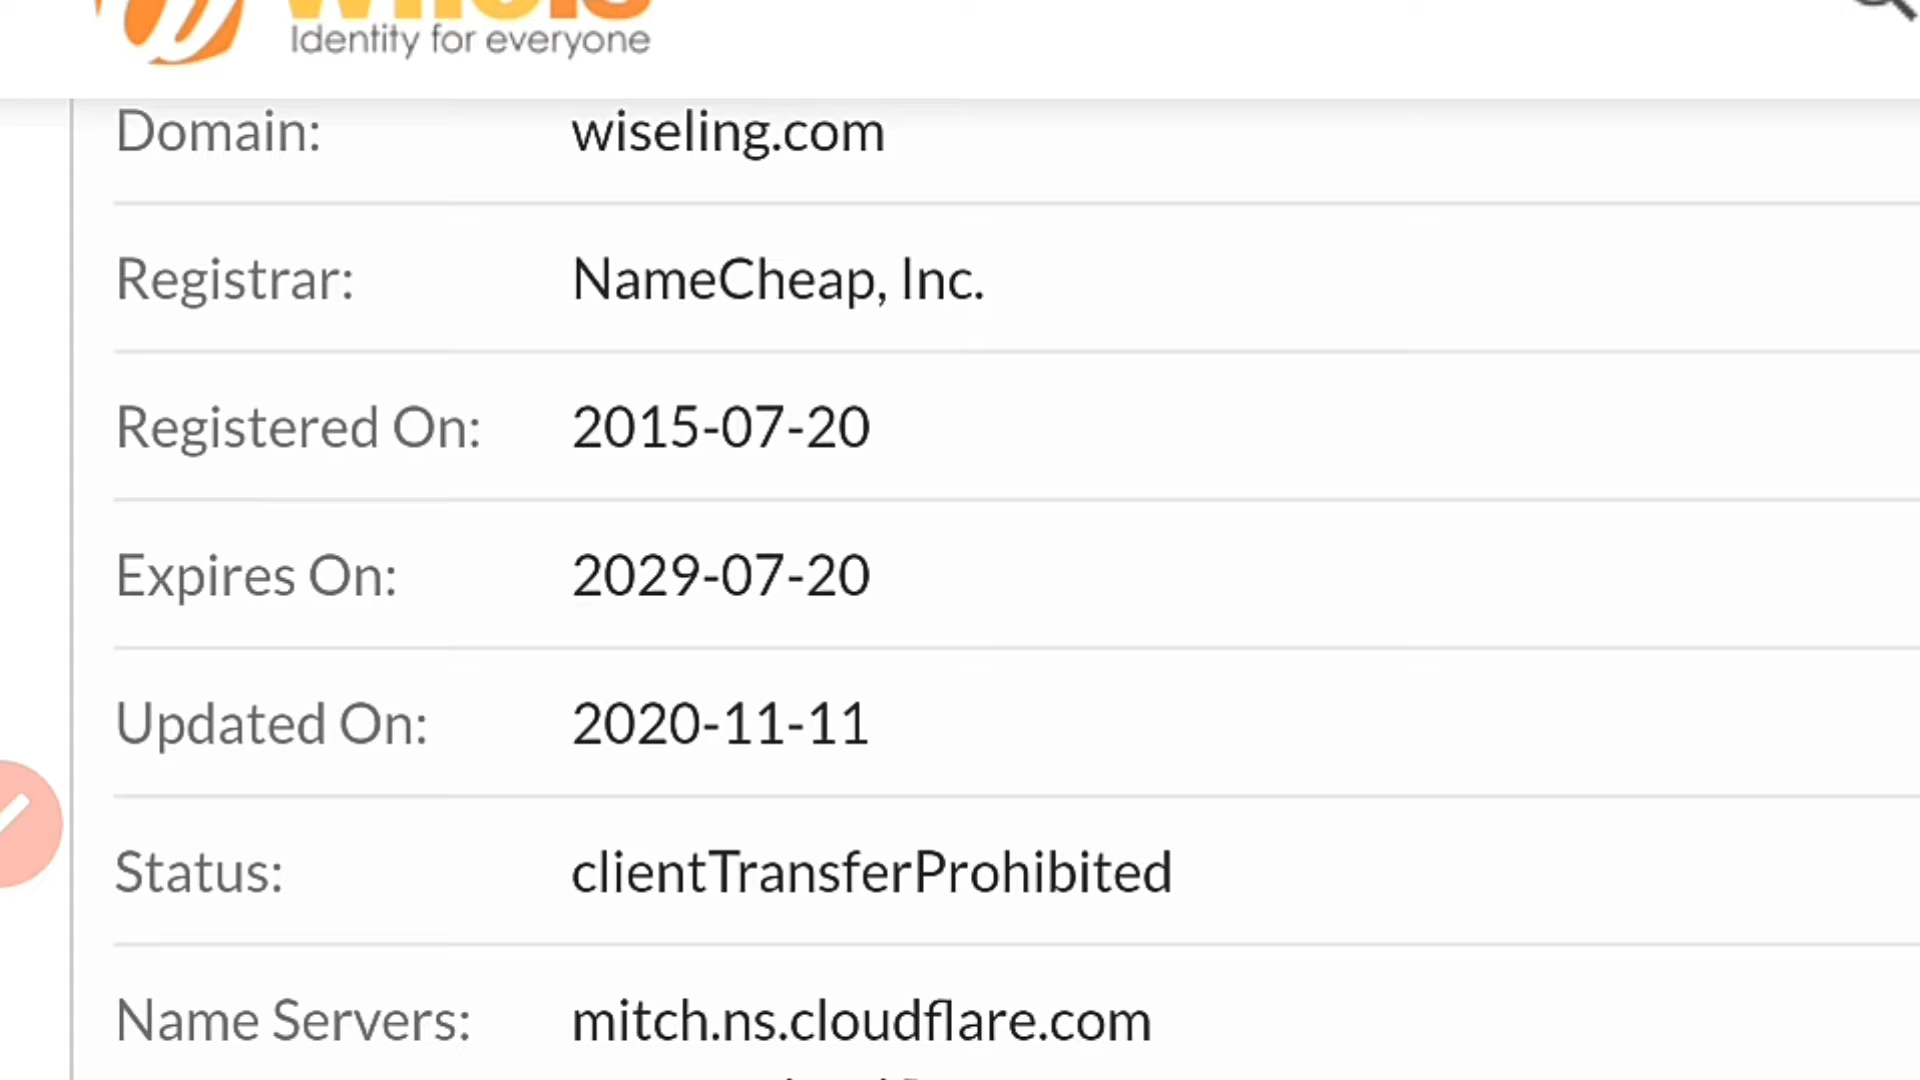 Whois
Identity for everyone
Domain: wiseling.com
Registrar: NameCheap, Inc.
Registered On: 2015-07-20
Expires On: 2029-07-20
Updated On: 2020-11-11
Status: clientTransferProhibited
Name Servers: mitch.ns.cloudflare.com